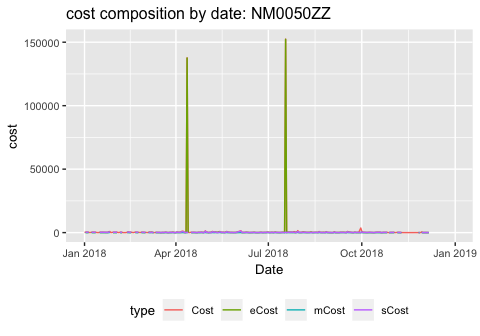 cost composition by date: NM0050ZZ
150000
100000
50000
0
cost
Jan 2018 Apr 2018 Jul 2018 Oct 2018 Jan 2019
Date
type Cost eCost mCost sCost